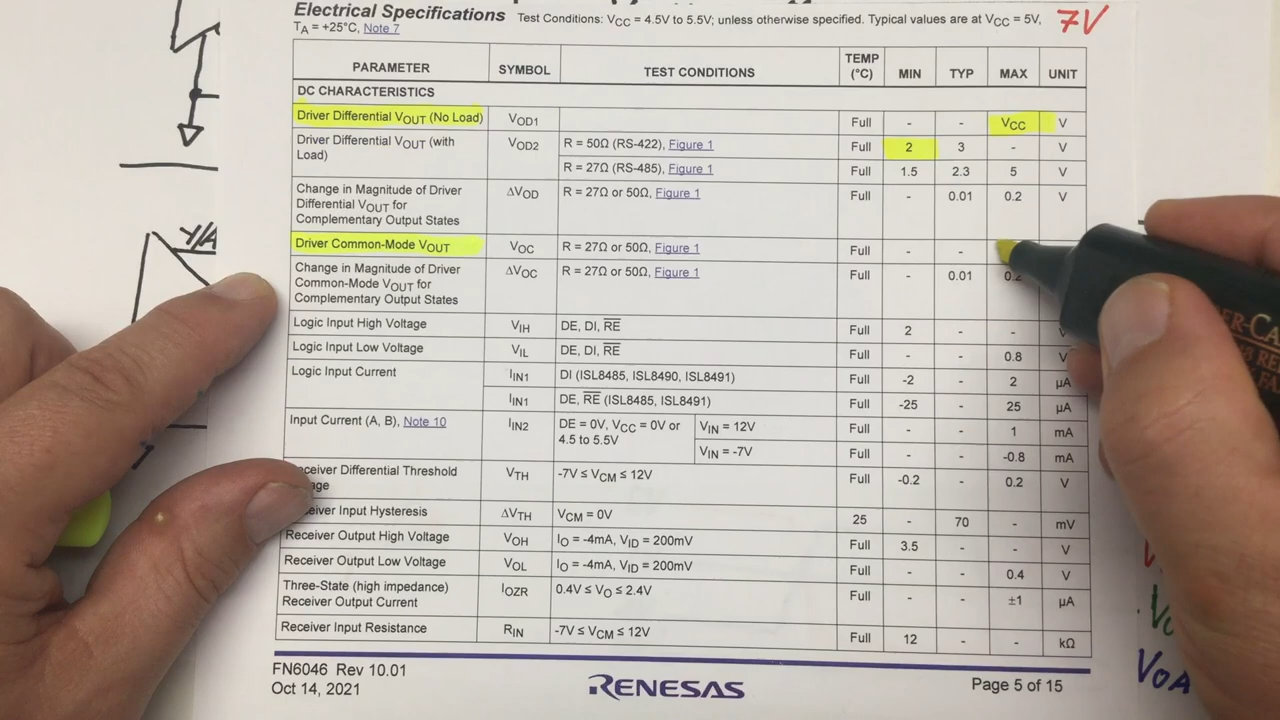 Electrical Specifications Test Conditions: VCC = 4.5V to 5.5V; unless otherwise specified. Typical values are at VCC = 5V, 7V
TA = +25°C, Note 7
PARAMETER SYMBOL TEST CONDITIONS TEMP (°C) MIN TYP MAX UNIT
DC CHARACTERISTICS
Driver Differential VOUT (No Load) VOD1 Full - - VCC V
Driver Differential VOUT (with Load) VOD2 R = 50Ω (RS-422), Figure 1 Full 2 3 - V
R = 27Ω (RS-485), Figure 1 Full 1.5 2.3 5 V
Change in Magnitude of Driver Differential VOUT for Complementary Output States ΔVOD R = 27Ω or 50Ω, Figure 1 Full - 0.01 0.2 V
Driver Common-Mode VOUT VOC R = 27Ω or 50Ω, Figure 1 Full - -
Change in Magnitude of Driver Common-Mode VOUT for Complementary Output States ΔVOC R = 27Ω or 50Ω, Figure 1 Full - 0.01 0.2
Logic Input High Voltage VIH DE, DI, R̅E̅ Full 2 - - V
Logic Input Low Voltage VIL DE, DI, R̅E̅ Full - - 0.8 V
Logic Input Current IIN1 DI (ISL8485, ISL8490, ISL8491) Full -2 - 2 µA
IIN1 DE, R̅E̅ (ISL8485, ISL8491) Full -25 - 25 µA
Input Current (A, B), Note 10 IIN2 DE = 0V, VCC = 0V or 4.5 to 5.5V VIN = 12V Full - - 1 mA
VIN = -7V Full - - -0.8 mA
ceiver Differential Threshold age VTH -7V ≤ VCM ≤ 12V Full -0.2 - 0.2 V
eiver Input Hysteresis ΔVTH VCM = 0V 25 - 70 - mV
Receiver Output High Voltage VOH IO = -4mA, VID = 200mV Full 3.5 - - V
Receiver Output Low Voltage VOL IO = -4mA, VID = 200mV Full - - 0.4 V
Three-State (high impedance) Receiver Output Current IOZR 0.4V ≤ VO ≤ 2.4V Full - - ±1 µA
Receiver Input Resistance RIN -7V ≤ VCM ≤ 12V Full 12 - - kΩ
FN6046 Rev 10.01
Oct 14, 2021
RENESAS
Page 5 of 15
Y/A
VOA